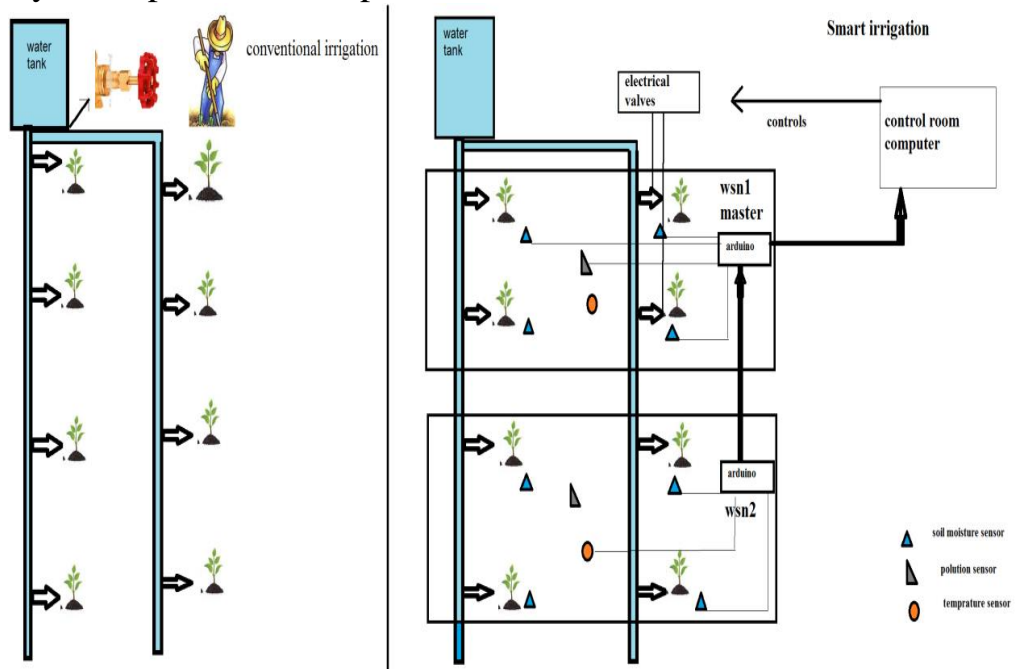 water
tank
conventional irrigation
Smart irrigation
water
tank
electrical
valves
controls
control room
computer
wsn1
master
arduino
arduino
wsn2
soil moisture sensor
polution sensor
temprature sensor